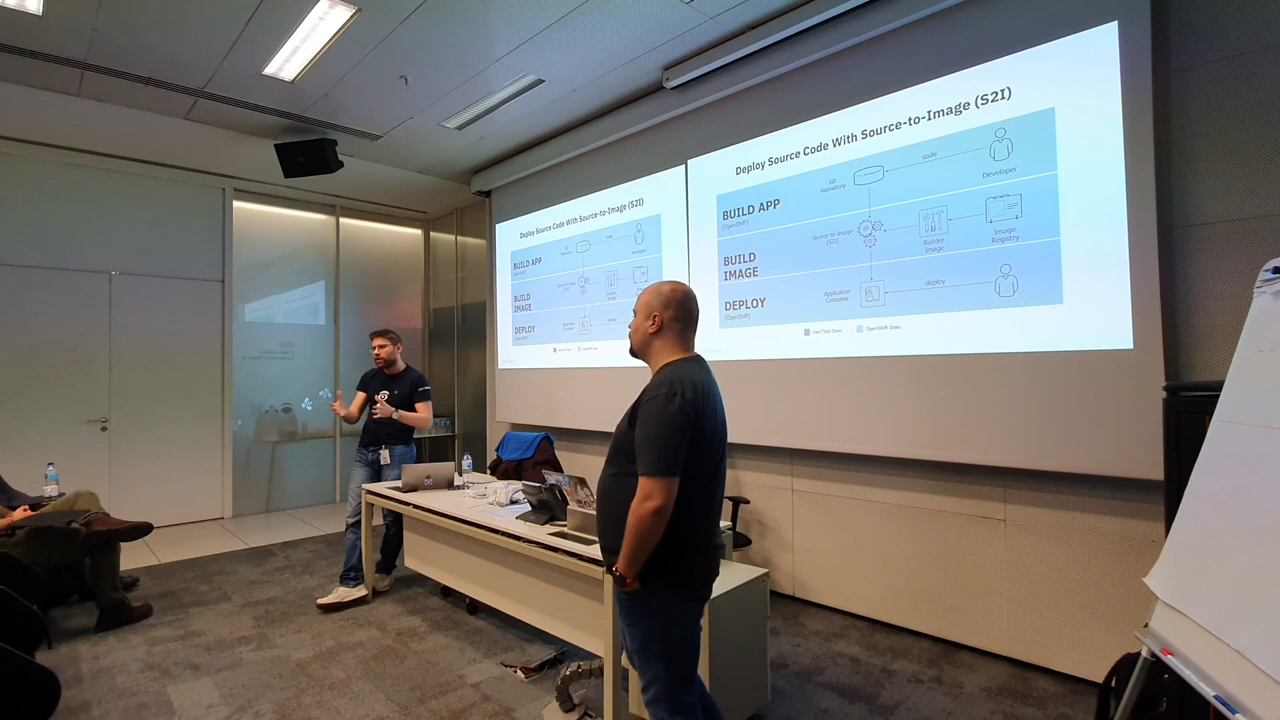 Deploy Source Code With Source-to-Image (S2I)
BUILD APP
(OpenShift)
BUILD
IMAGE
DEPLOY
(OpenShift)
Git
Repository
code
Developer
Source-to-Image
(S2I)
Builder
Image
Image
Registry
Application
Container
deploy
User/Tool Does
OpenShift Does
Deploy Source Code With Source-to-Image (S2I)
BUILD APP
BUILD
IMAGE
DEPLOY
code
Developer